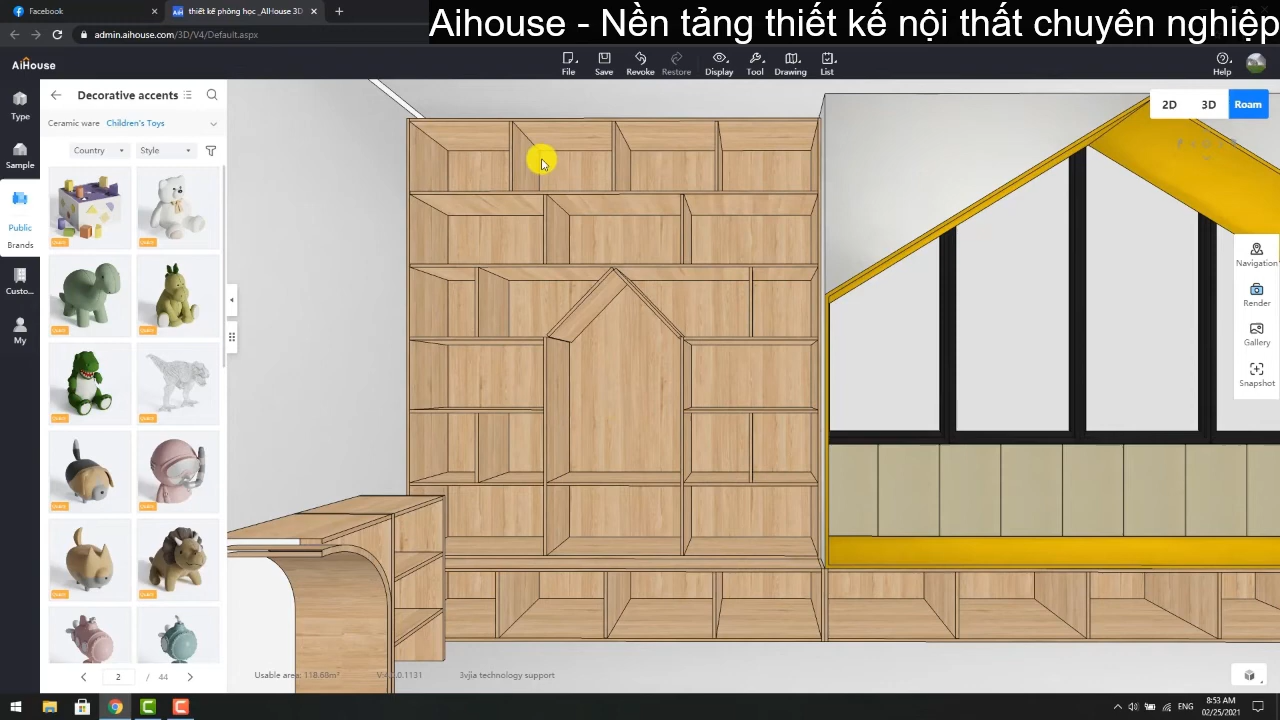 Facebook
thiết kế phòng học _AlHouse 3D
Aihouse - Nền tảng thiết kế nội thất chuyên nghiệp
admin.aihouse.com/3D/V4/Default.aspx
AiHouse
File
Save
Revoke
Restore
Display
Tool
Drawing
List
Help
Type
Sample
Public
Brands
Custo...
My
Decorative accents
Ceramic ware
Children's Toys
Country
Style
2D
3D
Roam
Navigation
Render
Gallery
Snapshot
2 / 44
Usable area: 118.68m²
3vjia technology support
ENG
8:53 AM
02/25/2021